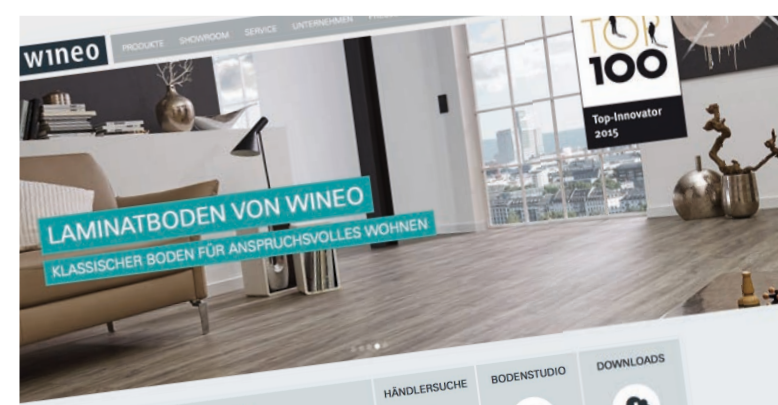 wineo
PRODUKTE SHOWROOM SERVICE UNTERNEHMEN
TOP
100
Top-Innovator
2015
LAMINATBODEN VON WINEO
KLASSISCHER BODEN FÜR ANSPRUCHSVOLLES WOHNEN
HÄNDLERSUCHE BODENSTUDIO DOWNLOADS